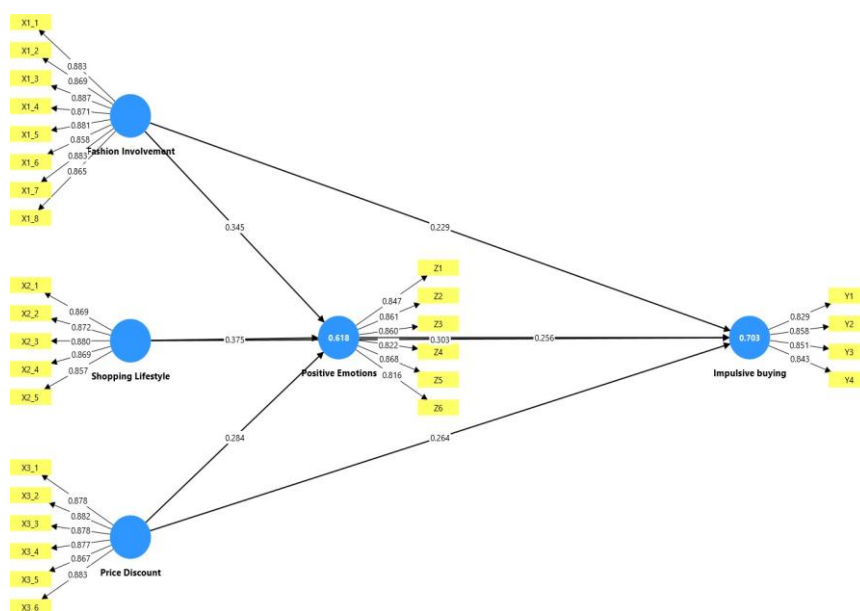 X1_1
X1_2
X1_3
X1_4
X1_5
X1_6
X1_7
X1_8
0.883
0.869
0.887
0.871
0.881
0.858
0.883
0.865
Fashion Involvement
0.345
0.229
X2_1
X2_2
X2_3
X2_4
X2_5
0.869
0.872
0.880
0.869
0.857
Shopping Lifestyle
0.375
0.618
Positive Emotions
0.847
0.861
0.860
0.822
0.868
0.816
Z1
Z2
Z3
Z4
Z5
Z6
0.303
0.256
0.703
Impulsive buying
0.829
0.858
0.851
0.843
Y1
Y2
Y3
Y4
0.284
0.264
X3_1
X3_2
X3_3
X3_4
X3_5
X3_6
0.878
0.882
0.878
0.877
0.867
0.883
Price Discount